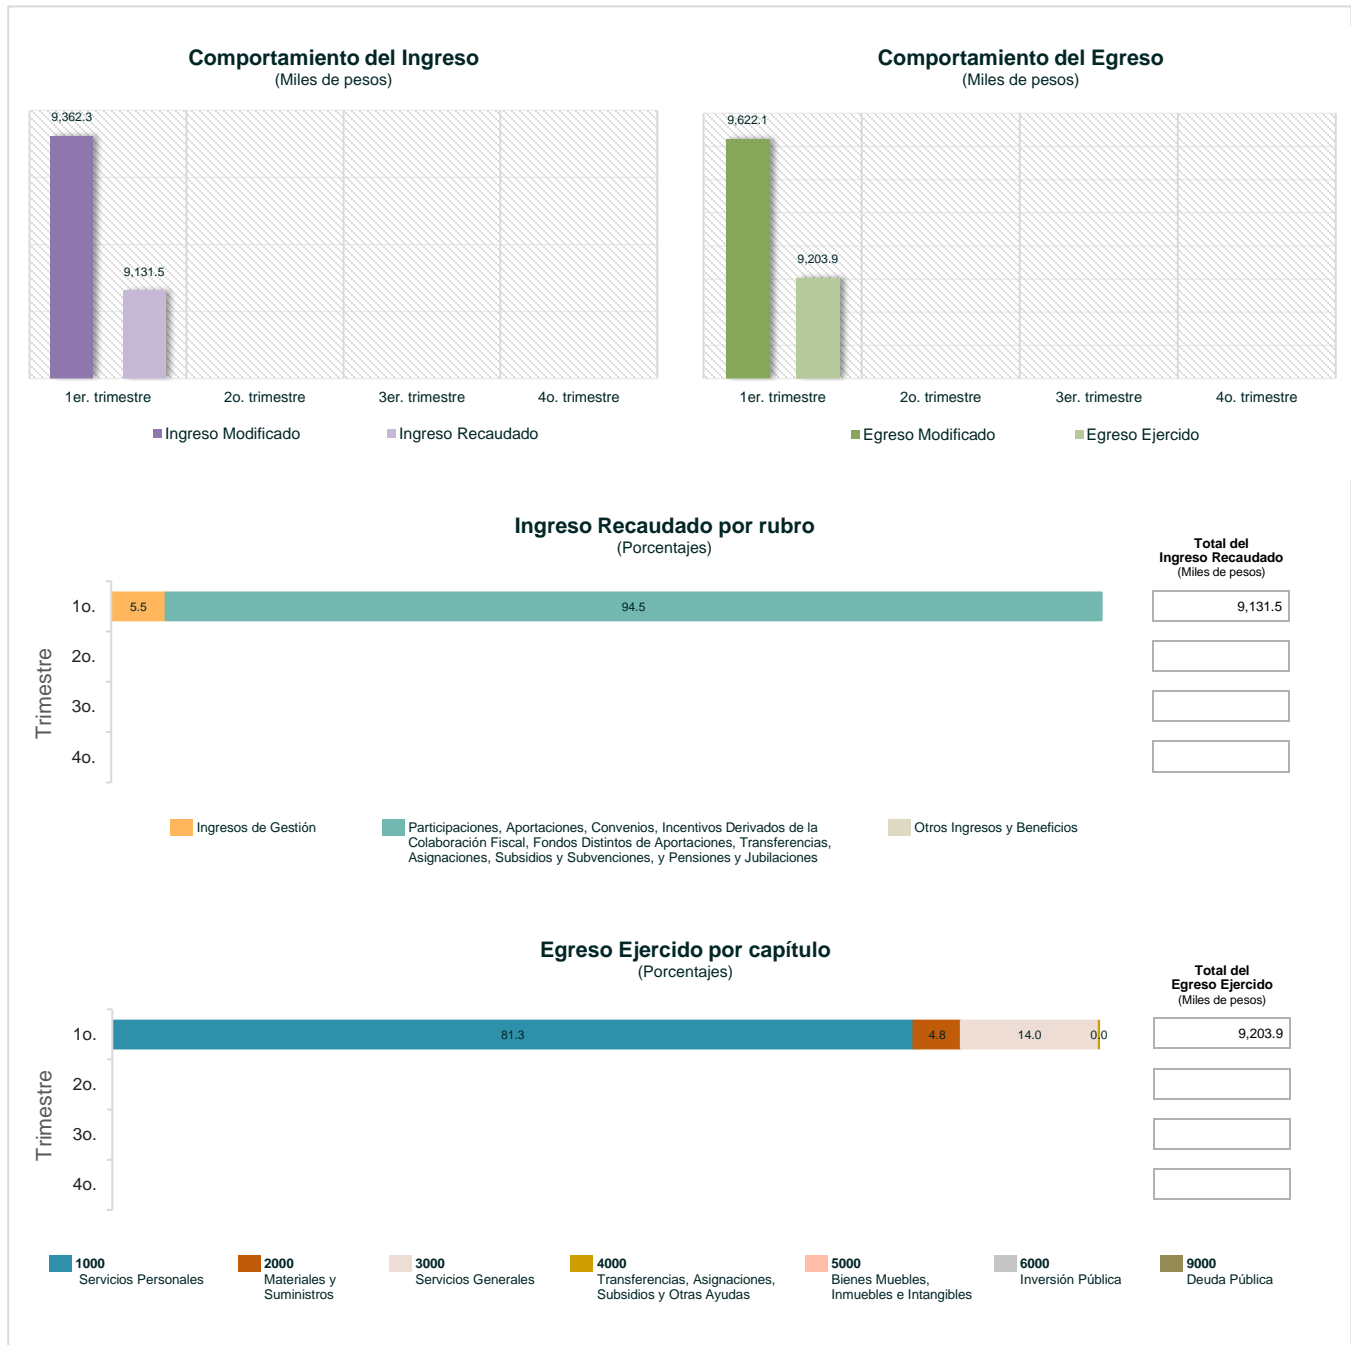 Comportamiento del Ingreso
(Miles de pesos)
9,362.3
9,131.5
1er. trimestre
2o. trimestre
3er. trimestre
4o. trimestre
Ingreso Modificado
Ingreso Recaudado
Comportamiento del Egreso
(Miles de pesos)
9,622.1
9,203.9
1er. trimestre
2o. trimestre
3er. trimestre
4o. trimestre
Egreso Modificado
Egreso Ejercido
Ingreso Recaudado por rubro
(Porcentajes)
Total del
Ingreso Recaudado
(Miles de pesos)
Trimestre
1o.
5.5
94.5
9,131.5
2o.
3o.
4o.
Ingresos de Gestión
Participaciones, Aportaciones, Convenios, Incentivos Derivados de la
Colaboración Fiscal, Fondos Distintos de Aportaciones, Transferencias,
Asignaciones, Subsidios y Subvenciones, y Pensiones y Jubilaciones
Otros Ingresos y Beneficios
Egreso Ejercido por capítulo
(Porcentajes)
Total del
Egreso Ejercido
(Miles de pesos)
Trimestre
1o.
81.3
4.8
14.0
0.0
9,203.9
2o.
3o.
4o.
1000
Servicios Personales
2000
Materiales y
Suministros
3000
Servicios Generales
4000
Transferencias, Asignaciones,
Subsidios y Otras Ayudas
5000
Bienes Muebles,
Inmuebles e Intangibles
6000
Inversión Pública
9000
Deuda Pública